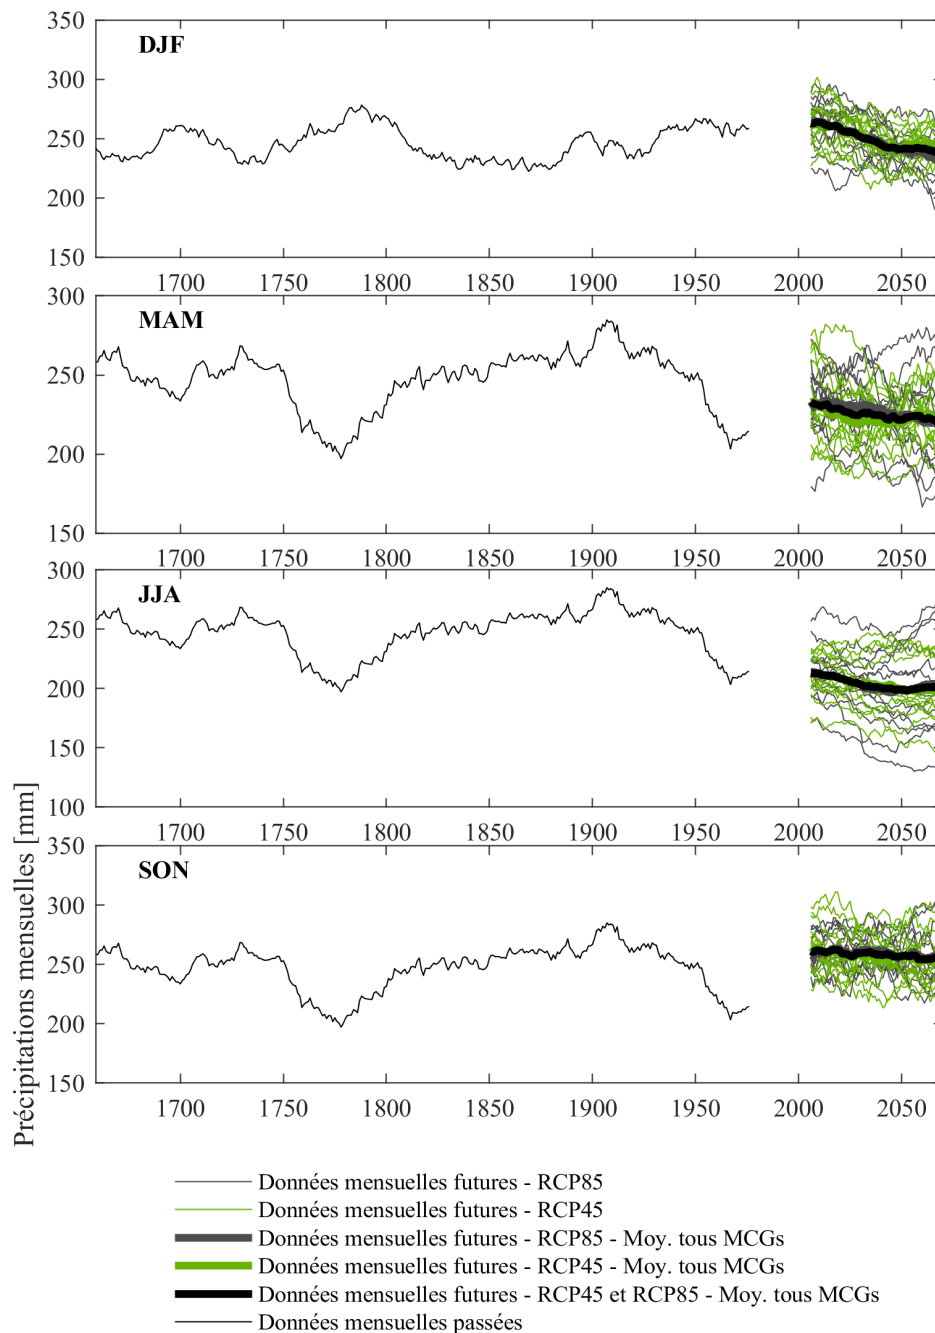 350
DJF
300
250
200
150
1700 1750 1800 1850 1900 1950 2000 2050
300
MAM
250
200
150
1700 1750 1800 1850 1900 1950 2000 2050
300
JJA
250
200
150
100
1700 1750 1800 1850 1900 1950 2000 2050
350
SON
300
250
200
150
1700 1750 1800 1850 1900 1950 2000 2050
Précipitations mensuelles [mm]
Données mensuelles futures - RCP85
Données mensuelles futures - RCP45
Données mensuelles futures - RCP85 - Moy. tous MCGs
Données mensuelles futures - RCP45 - Moy. tous MCGs
Données mensuelles futures - RCP45 et RCP85 - Moy. tous MCGs
Données mensuelles passées